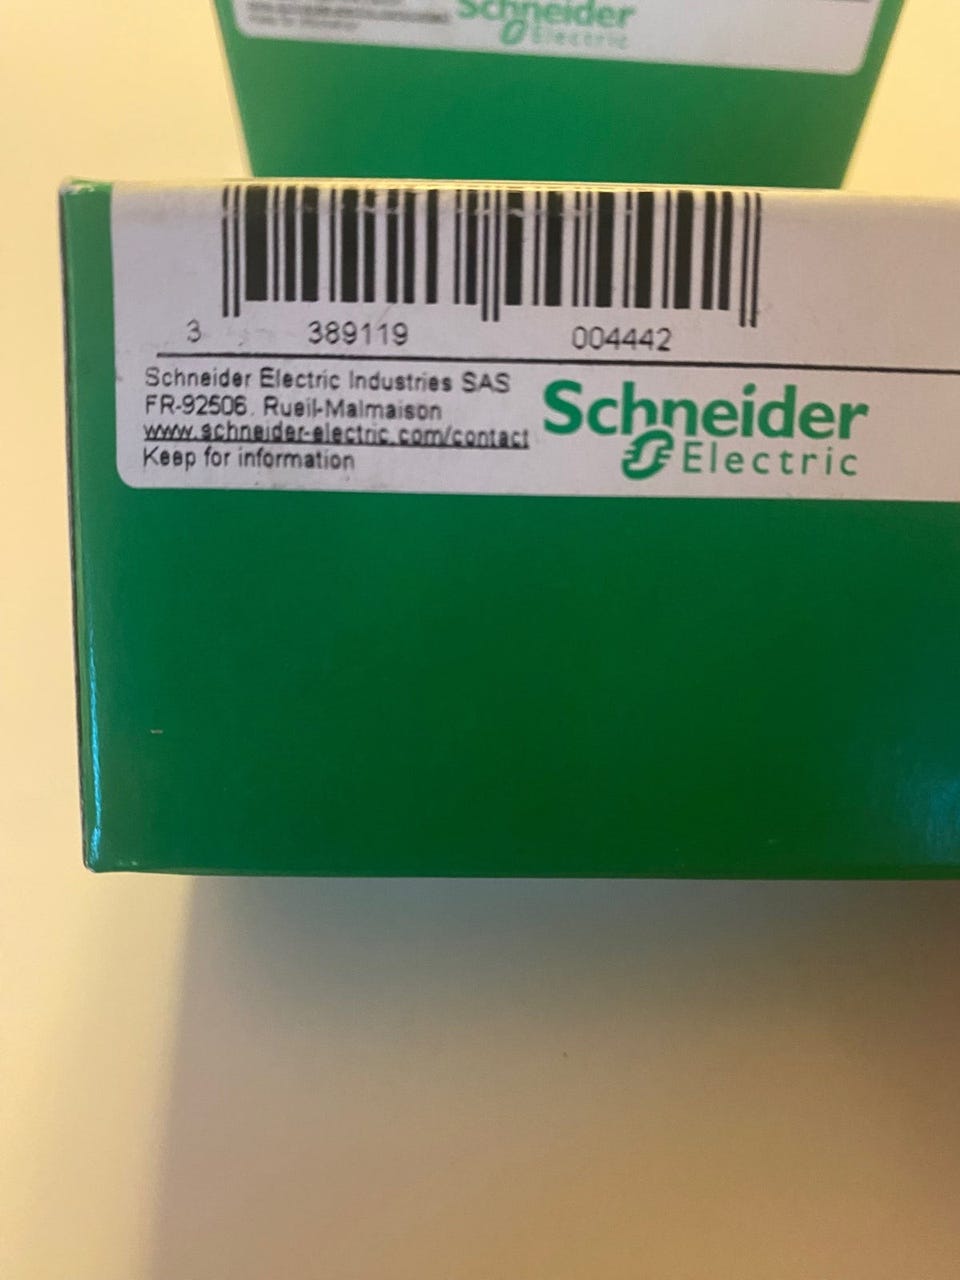 Schneider
Electric
3 389119 004442
Schneider Electric Industries SAS
FR-92506, Rueil-Malmaison
www.schneider-electric.com/contact
Keep for information
Schneider
Electric